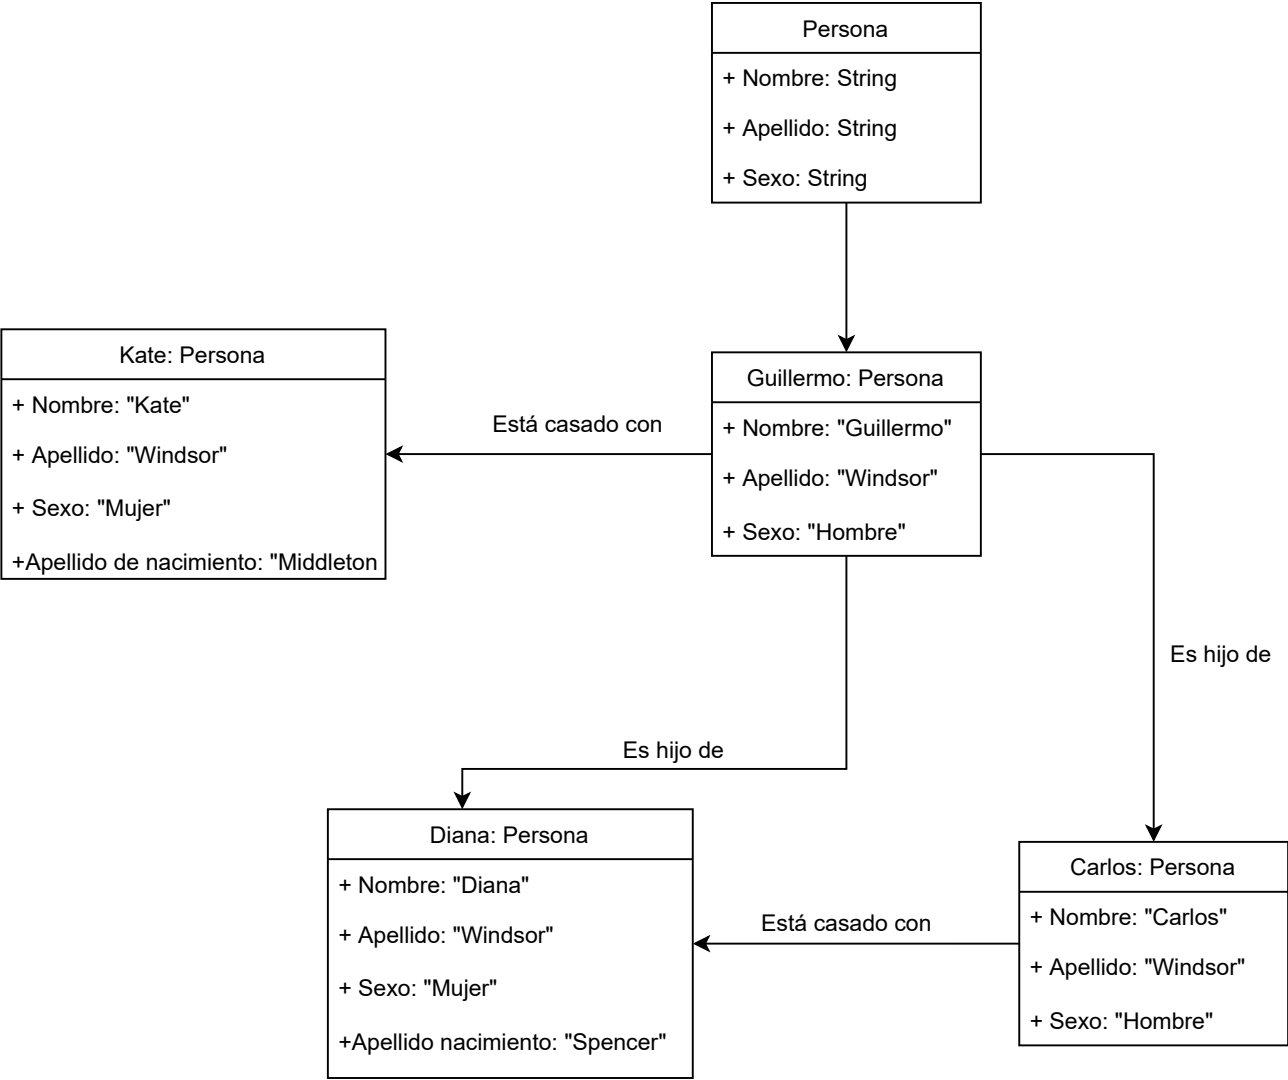 Persona
+ Nombre: String
+ Apellido: String
+ Sexo: String
Kate: Persona
+ Nombre: "Kate"
+ Apellido: "Windsor"
+ Sexo: "Mujer"
+Apellido de nacimiento: "Middleton
Está casado con
Guillermo: Persona
+ Nombre: "Guillermo"
+ Apellido: "Windsor"
+ Sexo: "Hombre"
Es hijo de
Es hijo de
Diana: Persona
+ Nombre: "Diana"
+ Apellido: "Windsor"
+ Sexo: "Mujer"
+Apellido nacimiento: "Spencer"
Está casado con
Carlos: Persona
+ Nombre: "Carlos"
+ Apellido: "Windsor"
+ Sexo: "Hombre"